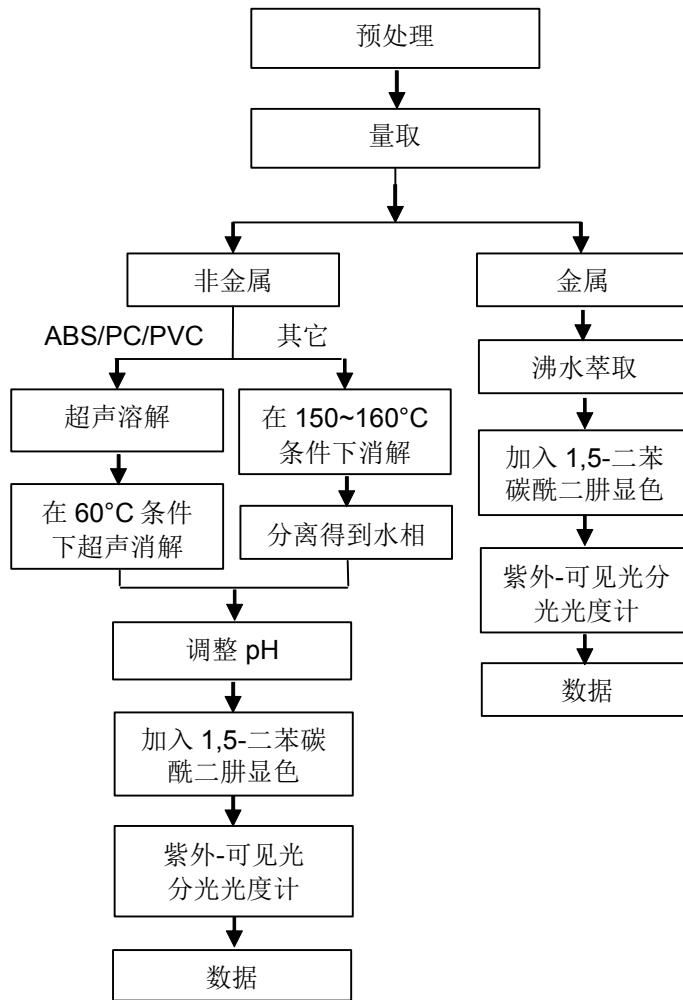 预处理
量取
非金属
金属
ABS/PC/PVC
其它
沸水萃取
超声溶解
在 150~160°C
条件下消解
加入 1,5-二苯
碳酰二肼显色
在 60°C 条件
下超声消解
分离得到水相
紫外-可见光分
光光度计
调整 pH
数据
加入 1,5-二苯碳
酰二肼显色
紫外-可见光
分光光度计
数据